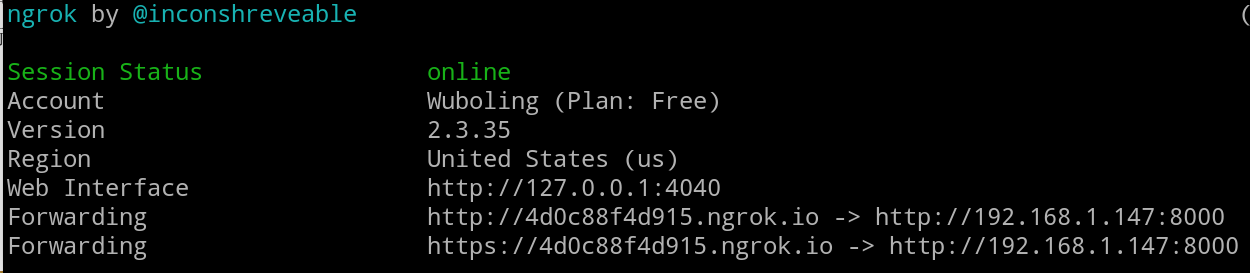 ngrok by @inconshreveable (
Session Status online
Account Wuboling (Plan: Free)
Version 2.3.35
Region United States (us)
Web Interface http://127.0.0.1:4040
Forwarding http://4d0c88f4d915.ngrok.io -> http://192.168.1.147:8000
Forwarding https://4d0c88f4d915.ngrok.io -> http://192.168.1.147:8000